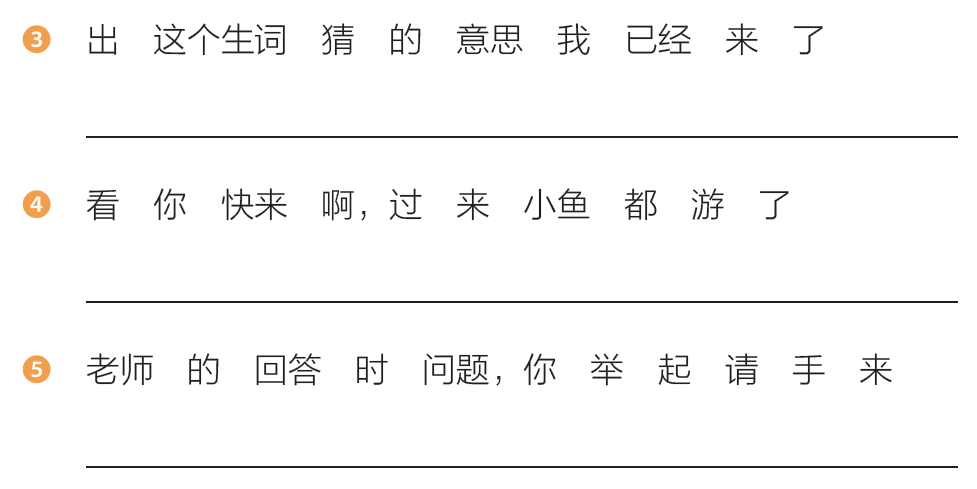 3 出 这个生词 猜 的 意思 我 已经 来 了
4 看 你 快来 啊，过 来 小鱼 都 游 了
5 老师 的 回答 时 问题，你 举 起 请 手 来